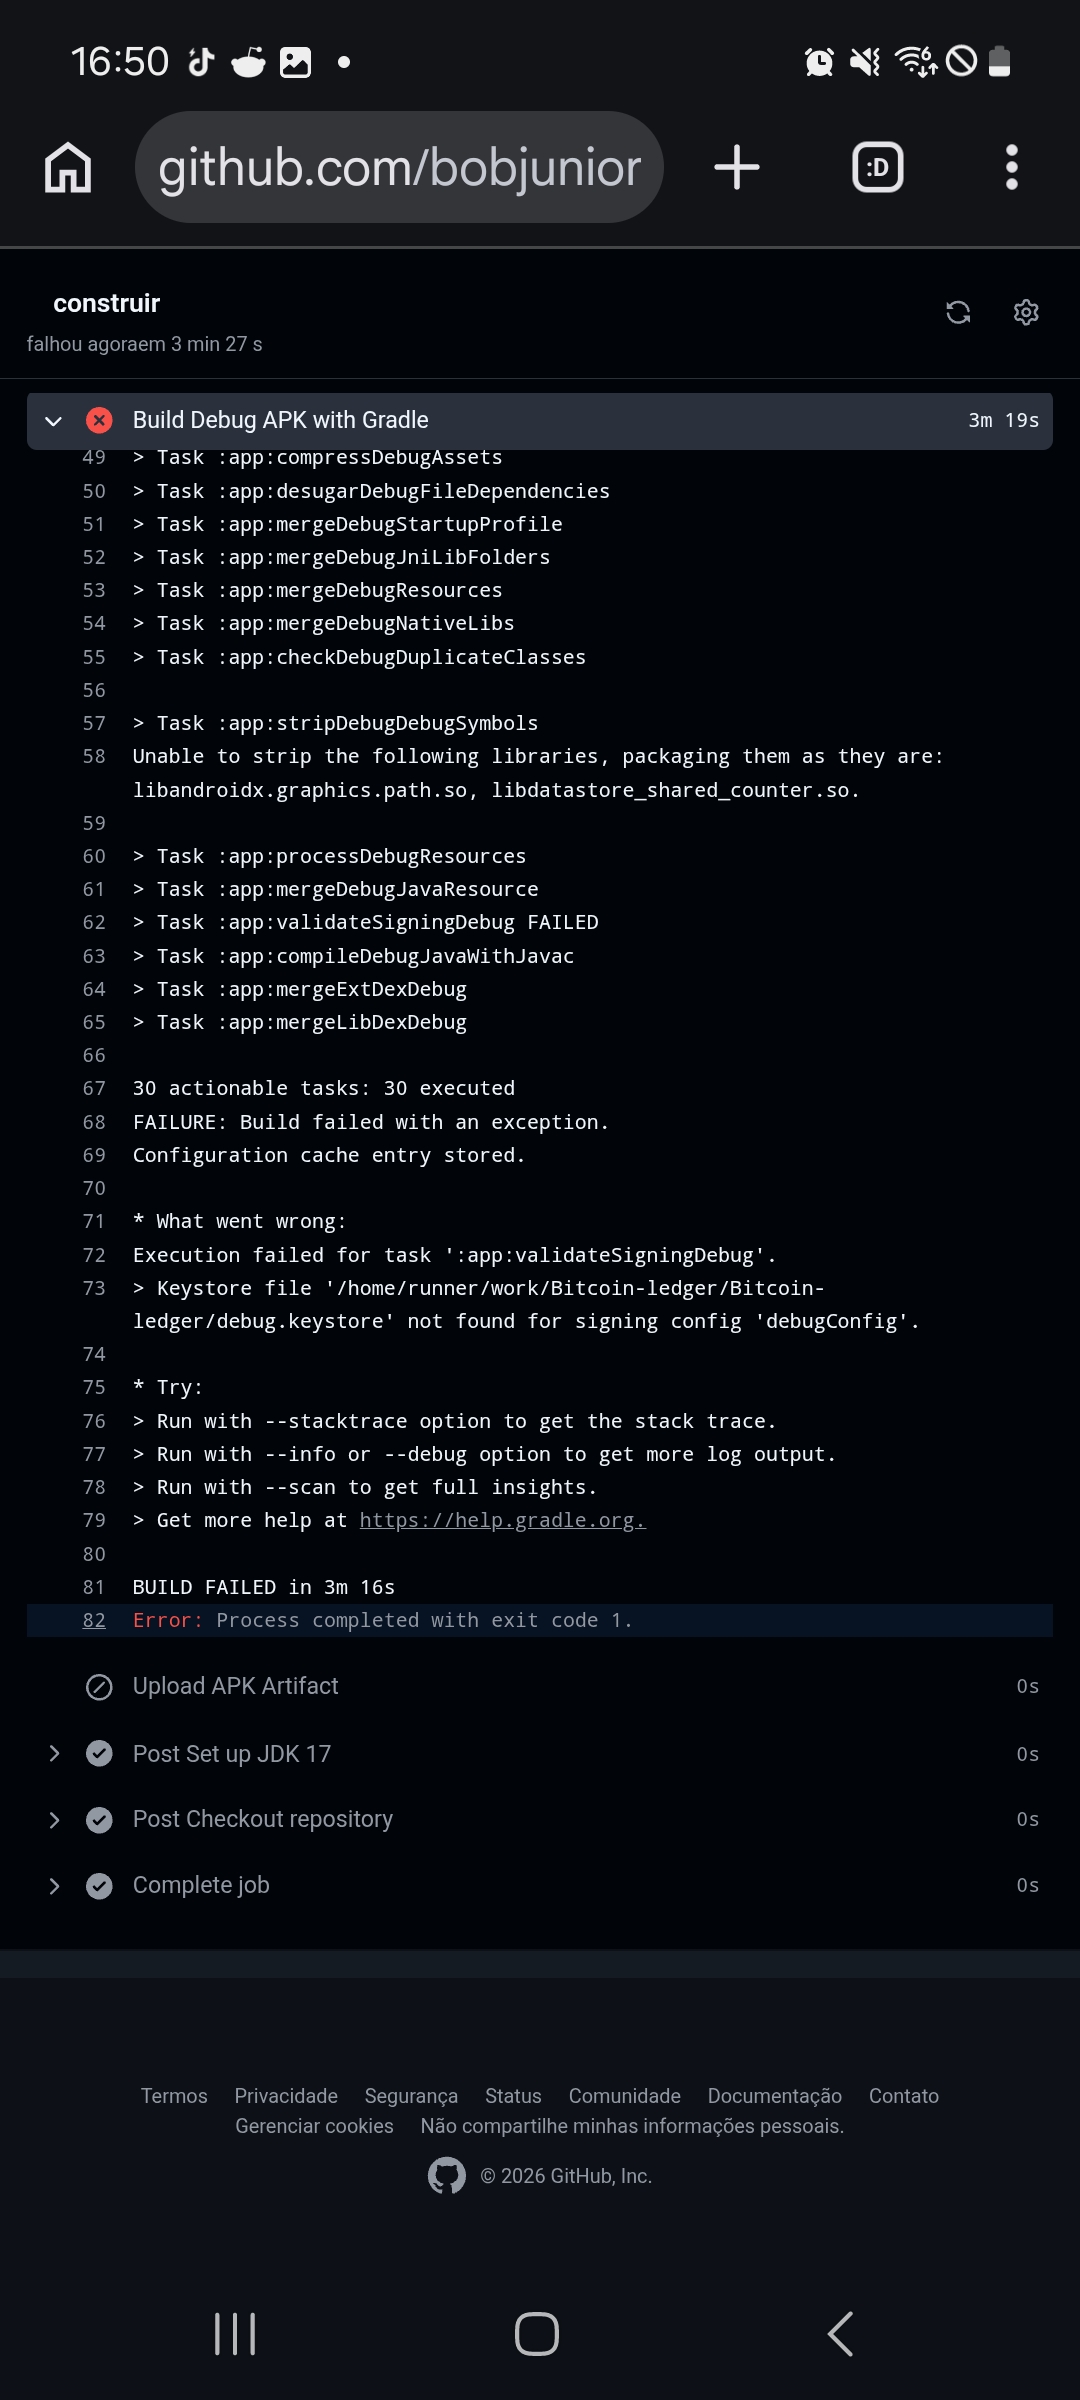 16:50
github.com/bobjunior
:D
construir
falhou agoraem 3 min 27 s
Build Debug APK with Gradle 3m 19s
49 > Task :app:compressDebugAssets
50 > Task :app:desugarDebugFileDependencies
51 > Task :app:mergeDebugStartupProfile
52 > Task :app:mergeDebugJniLibFolders
53 > Task :app:mergeDebugResources
54 > Task :app:mergeDebugNativeLibs
55 > Task :app:checkDebugDuplicateClasses
56
57 > Task :app:stripDebugDebugSymbols
58 Unable to strip the following libraries, packaging them as they are:
libandroidx.graphics.path.so, libdatastore_shared_counter.so.
59
60 > Task :app:processDebugResources
61 > Task :app:mergeDebugJavaResource
62 > Task :app:validateSigningDebug FAILED
63 > Task :app:compileDebugJavaWithJavac
64 > Task :app:mergeExtDexDebug
65 > Task :app:mergeLibDexDebug
66
67 30 actionable tasks: 30 executed
68 FAILURE: Build failed with an exception.
69 Configuration cache entry stored.
70
71 * What went wrong:
72 Execution failed for task ':app:validateSigningDebug'.
73 > Keystore file '/home/runner/work/Bitcoin-ledger/Bitcoin-
ledger/debug.keystore' not found for signing config 'debugConfig'.
74
75 * Try:
76 > Run with --stacktrace option to get the stack trace.
77 > Run with --info or --debug option to get more log output.
78 > Run with --scan to get full insights.
79 > Get more help at https://help.gradle.org.
80
81 BUILD FAILED in 3m 16s
82 Error: Process completed with exit code 1.
Upload APK Artifact 0s
Post Set up JDK 17 0s
Post Checkout repository 0s
Complete job 0s
Termos Privacidade Segurança Status Comunidade Documentação Contato
Gerenciar cookies Não compartilhe minhas informações pessoais.
© 2026 GitHub, Inc.